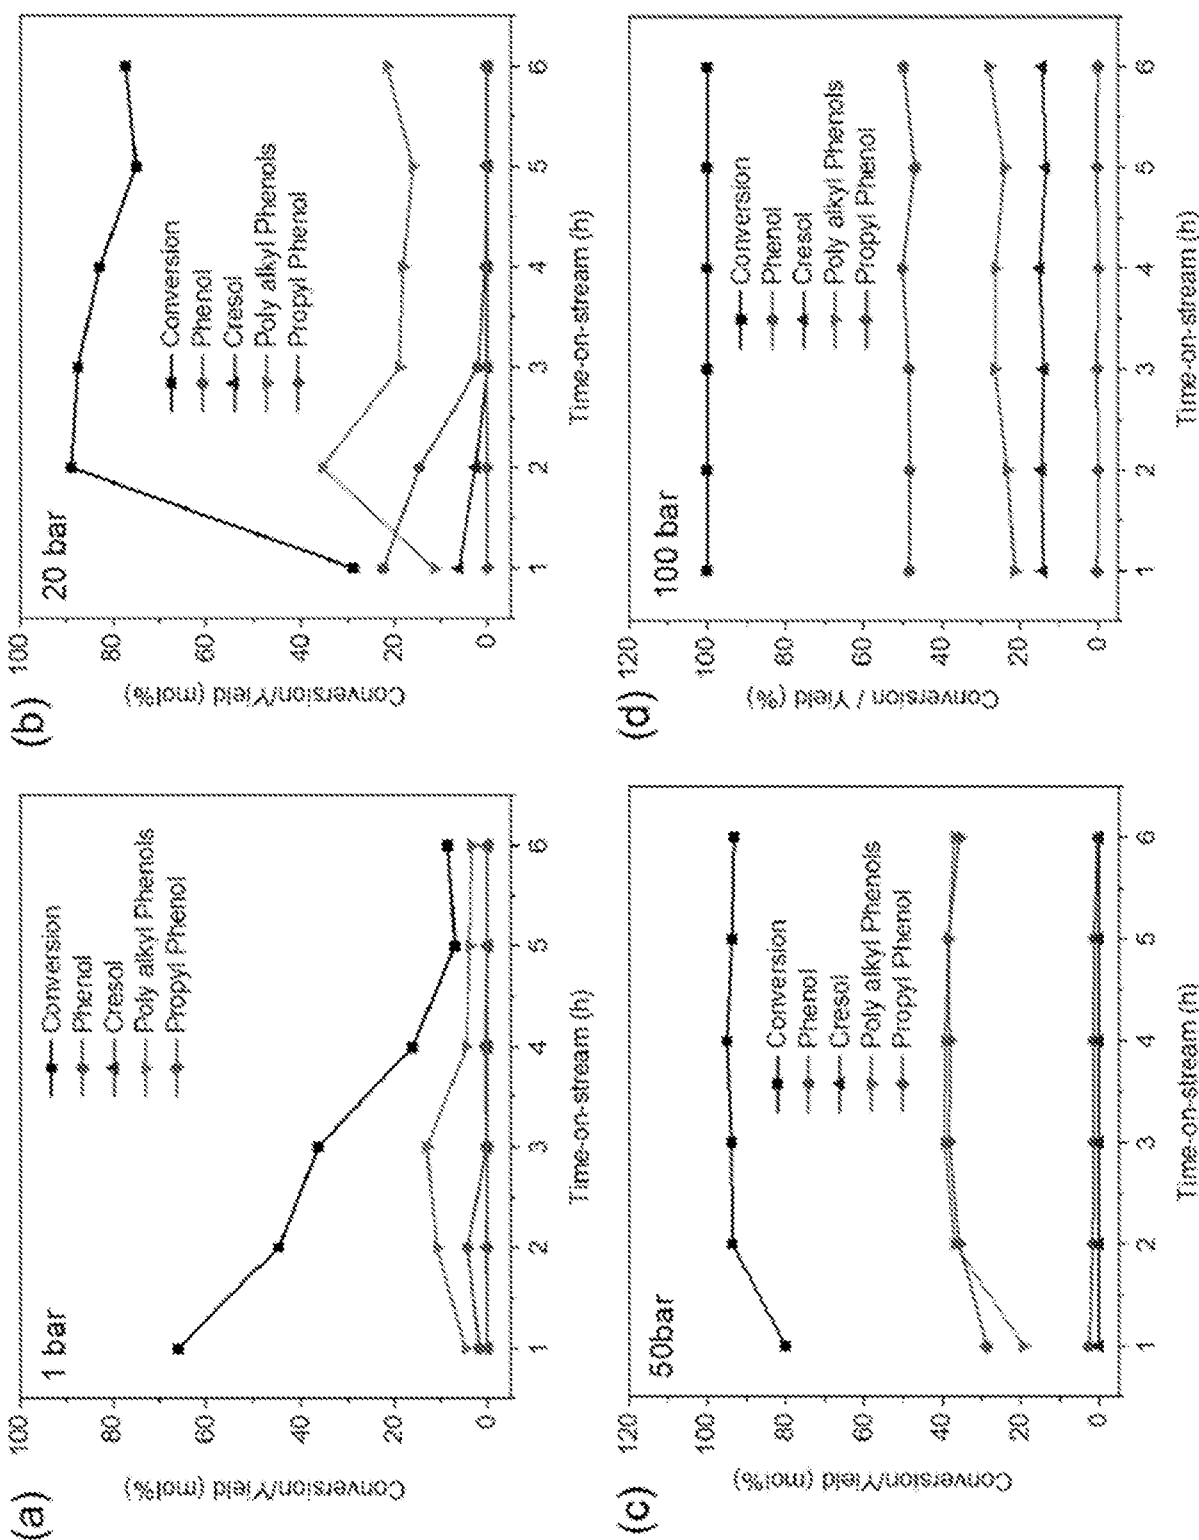 (a)
1 bar
Conversion
Phenol
Cresol
Poly alkyl Phenols
Propyl Phenol
Conversion/Yield (mol%)
100
80
60
40
20
0
1 2 3 4 5 6
Time-on-stream (h)
(b)
20 bar
Conversion
Phenol
Cresol
Poly alkyl Phenols
Propyl Phenol
Conversion/Yield (mol%)
100
80
60
40
20
0
1 2 3 4 5 6
Time-on-stream (h)
(c)
50bar
Conversion
Phenol
Cresol
Poly alkyl Phenols
Propyl Phenol
Conversion/Yield (mol%)
120
100
80
60
40
20
0
1 2 3 4 5 6
Time-on-stream (h)
(d)
100 bar
Conversion
Phenol
Cresol
Poly alkyl Phenols
Propyl Phenol
Conversion / Yield (%)
120
100
80
60
40
20
0
1 2 3 4 5 6
Time-on-stream (h)